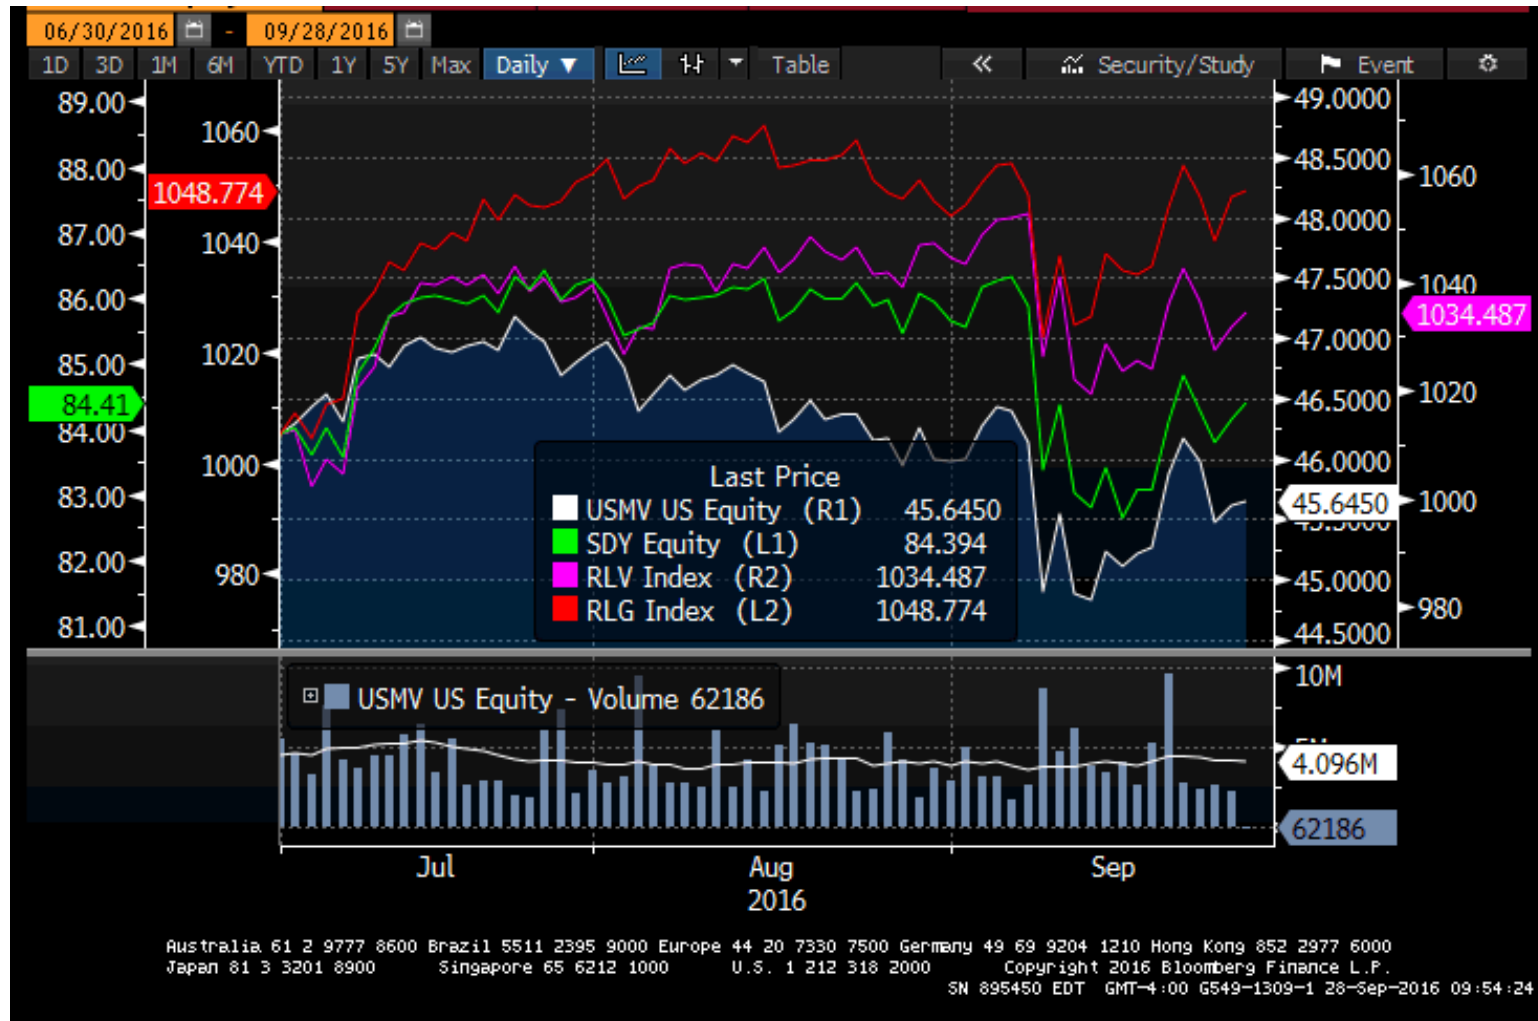 06/30/2016 - 09/28/2016
1D 3D 1M 6M YTD 1Y 5Y Max Daily ▼ Table « Security/Study Event
89.00
88.00
87.00
86.00
85.00
84.41
84.00
83.00
82.00
81.00
1060
1048.774
1040
1020
1000
980
49.0000
48.5000
48.0000
47.5000
47.0000
46.5000
46.0000
45.6450
45.0000
44.5000
1060
1040
1034.487
1020
1000
980
Last Price
USMV US Equity (R1) 45.6450
SDY Equity (L1) 84.394
RLV Index (R2) 1034.487
RLG Index (L2) 1048.774
USMV US Equity - Volume 62186
10M
4.096M
62186
Jul Aug Sep
2016
Australia 61 2 9777 8600 Brazil 5511 2395 9000 Europe 44 20 7330 7500 Germany 49 69 9204 1210 Hong Kong 852 2977 6000
Japan 81 3 3201 8900 Singapore 65 6212 1000 U.S. 1 212 318 2000 Copyright 2016 Bloomberg Finance L.P.
SN 895450 EDT GMT-4:00 G549-1309-1 28-Sep-2016 09:54:24